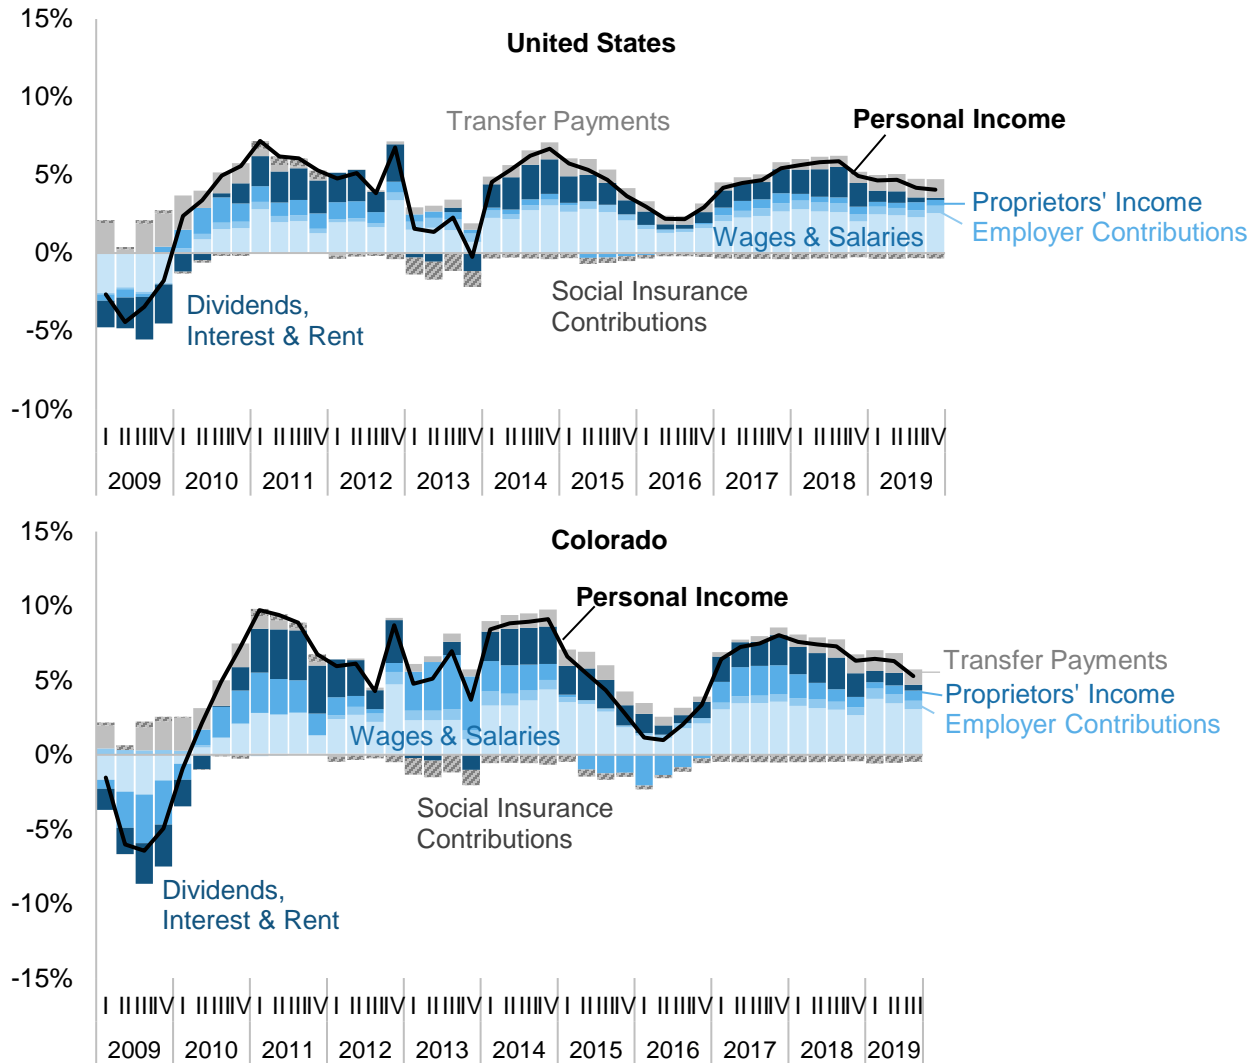 15%
United States
10%
Transfer Payments
Personal Income
5%
Proprietors' Income
Employer Contributions
Wages & Salaries
0%
Social Insurance
Contributions
Dividends,
Interest & Rent
-5%
-10%
I II III IV I II III IV I II III IV I II III IV I II III IV I II III IV I II III IV I II III IV I II III IV I II III IV I II III IV
2009 2010 2011 2012 2013 2014 2015 2016 2017 2018 2019
15%
Colorado
10%
Personal Income
5%
Transfer Payments
Proprietors' Income
Employer Contributions
Wages & Salaries
0%
Social Insurance
Contributions
-5%
Dividends,
Interest & Rent
-10%
-15%
I II III IV I II III IV I II III IV I II III IV I II III IV I II III IV I II III IV I II III IV I II III IV I II III IV I II III
2009 2010 2011 2012 2013 2014 2015 2016 2017 2018 2019